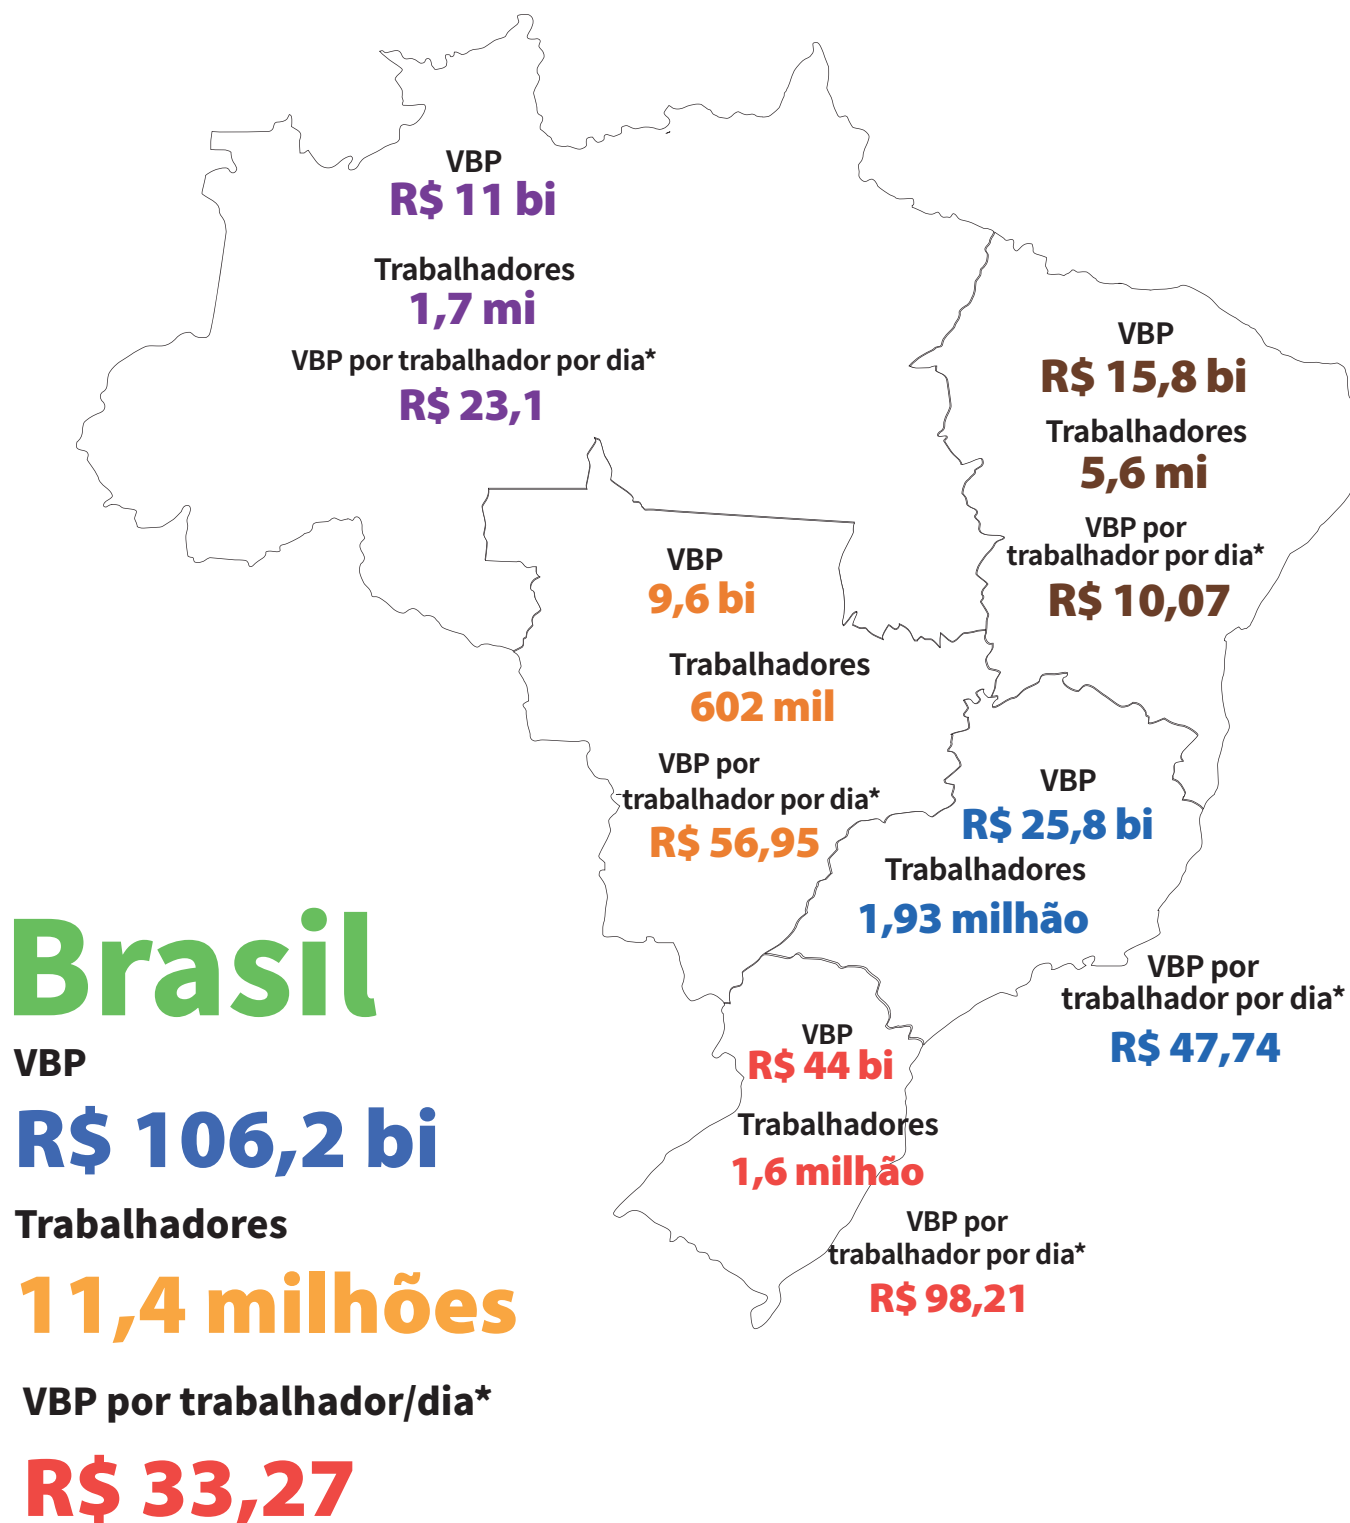 VBP
R$ 11 bi
Trabalhadores
1,7 mi
VBP por trabalhador por dia*
R$ 23,1
VBP
R$ 15,8 bi
Trabalhadores
5,6 mi
VBP por
trabalhador por dia*
R$ 10,07
VBP
9,6 bi
Trabalhadores
602 mil
VBP por
trabalhador por dia*
R$ 56,95
VBP
R$ 25,8 bi
Trabalhadores
1,93 milhão
VBP por
trabalhador por dia*
R$ 47,74
VBP
R$ 44 bi
Trabalhadores
1,6 milhão
VBP por
trabalhador por dia*
R$ 98,21
Brasil
VBP
R$ 106,2 bi
Trabalhadores
11,4 milhões
VBP por trabalhador/dia*
R$ 33,27